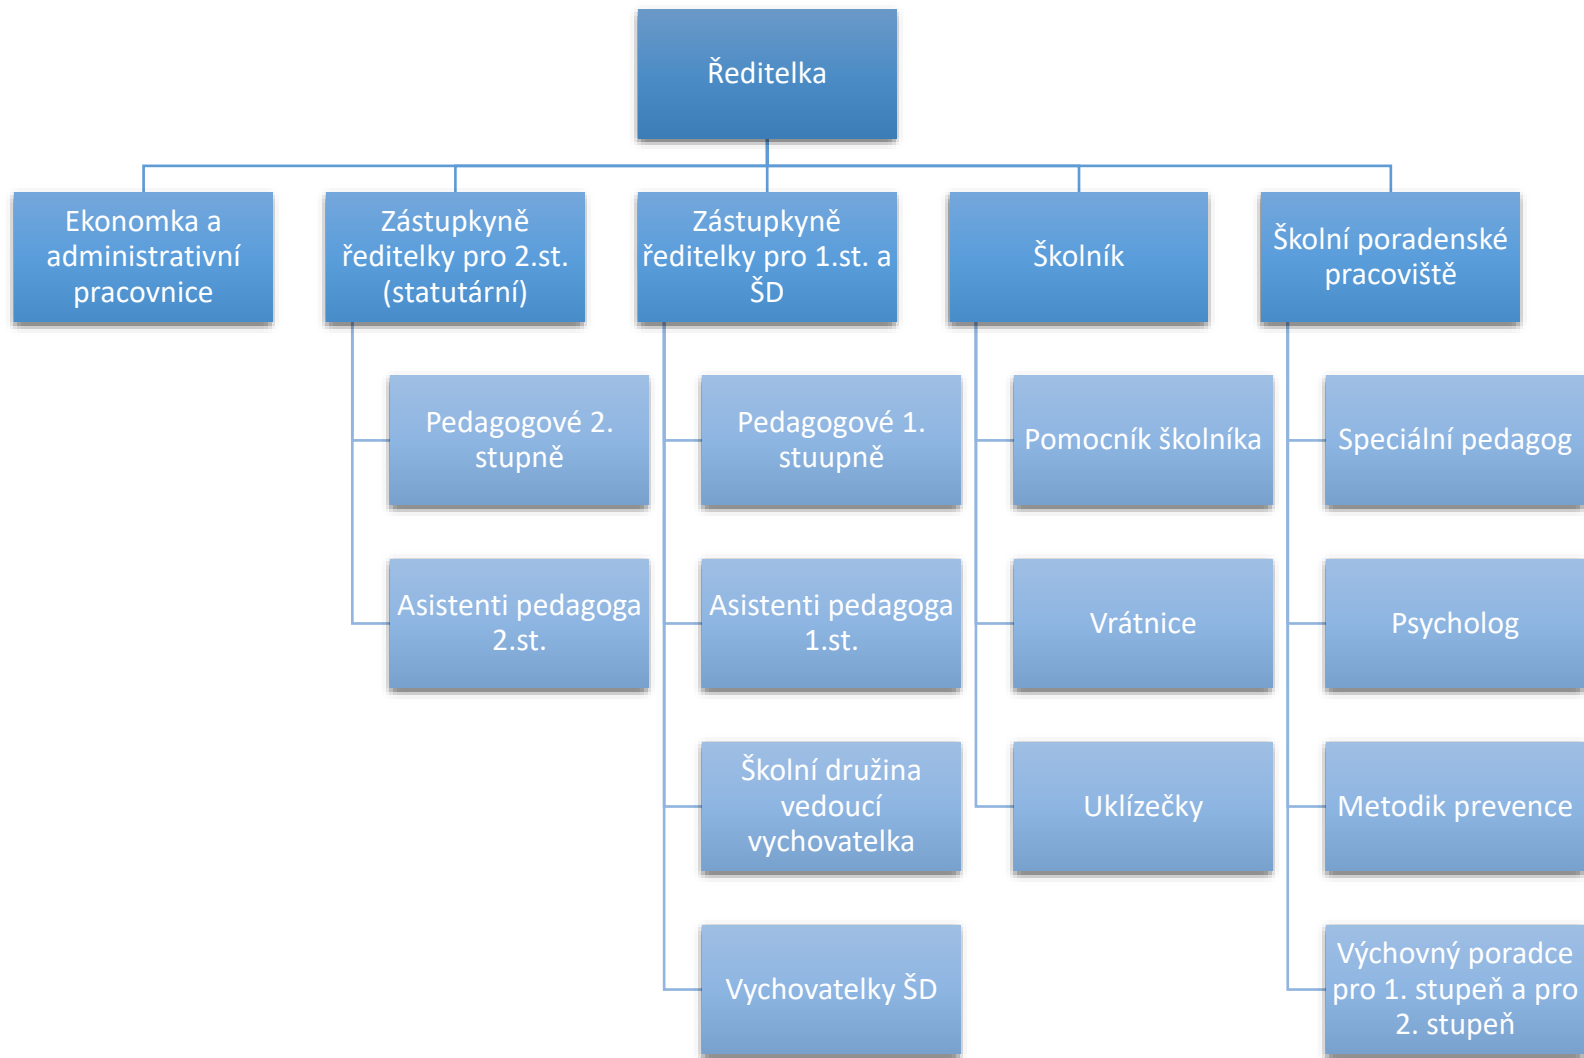 Ředitelka
Ekonomka a
administrativní
pracovnice
Zástupkyně
ředitelky pro 2.st.
(statutární)
Zástupkyně
ředitelky pro 1.st. a
ŠD
Školník
Školní poradenské
pracoviště
Pedagogové 2.
stupně
Asistenti pedagoga
2.st.
Pedagogové 1.
stuupně
Asistenti pedagoga
1.st.
Školní družina
vedoucí
vychovatelka
Vychovatelky ŠD
Pomocník školníka
Vrátnice
Uklízečky
Speciální pedagog
Psycholog
Metodik prevence
Výchovný poradce
pro 1. stupeň a pro
2. stupeň